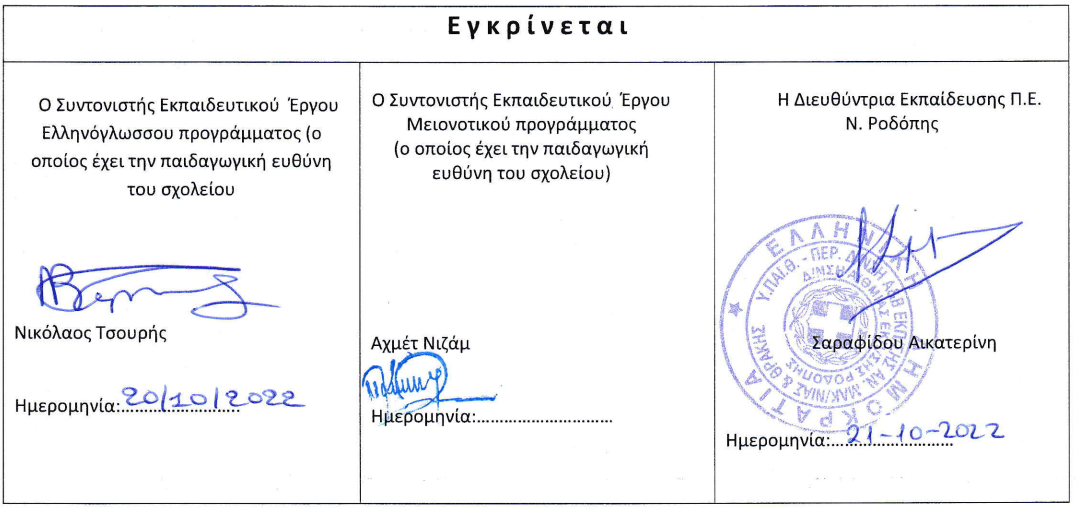 Εγκρίνεται
Ο Συντονιστής Εκπαιδευτικού Έργου
Ελληνόγλωσσου προγράμματος (ο
οποίος έχει την παιδαγωγική ευθύνη
του σχολείου
Νικόλαος Τσουρής
Ημερομηνία:........................ 20/10/2022
Ο Συντονιστής Εκπαιδευτικού Έργου
Μειονοτικού προγράμματος
(ο οποίος έχει την παιδαγωγική
ευθύνη του σχολείου)
Αχμέτ Νιζάμ
Ημερομηνία:...............................
Η Διευθύντρια Εκπαίδευσης Π.Ε.
Ν. Ροδόπης
ΕΛΛΗΝΙΚΗ ΔΗΜΟΚΡΑΤΙΑ
Σαραφίδου Αικατερίνη
Ημερομηνία:........................... 21-10-2022